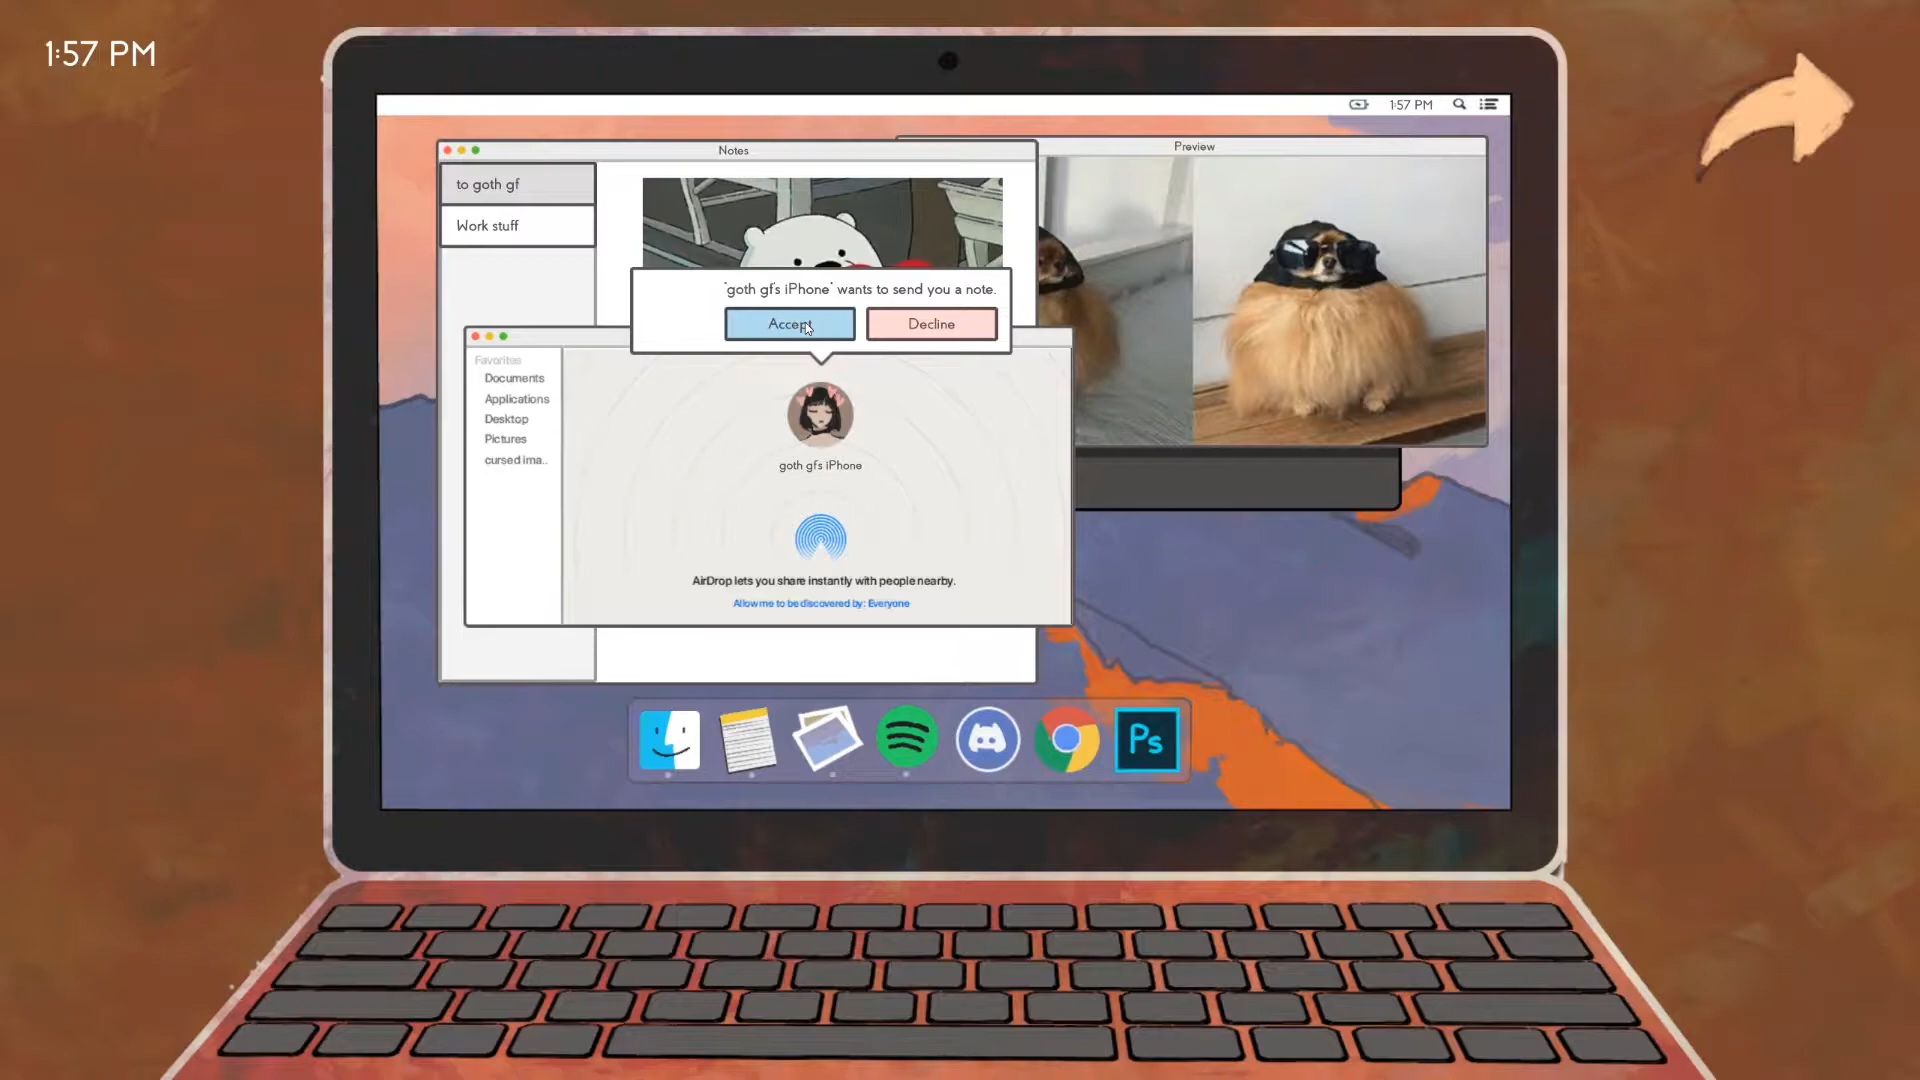 1:57 PM
1:57 PM
Notes
Preview
to goth gf
Work stuff
"goth gf's iPhone" wants to send you a note.
Accept
Decline
Favorites
Documents
Applications
Desktop
Pictures
cursed ima..
goth gfs iPhone
AirDrop lets you share instantly with people nearby.
Allow me to be discovered by: Everyone
Ps